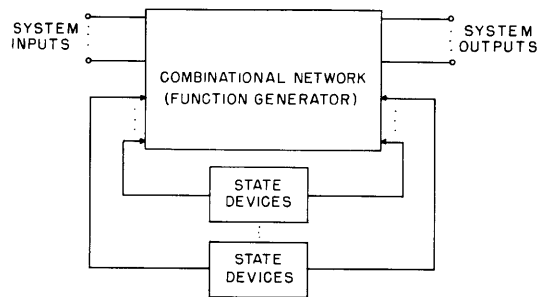 SYSTEM
INPUTS
COMBINATIONAL NETWORK
(FUNCTION GENERATOR)
SYSTEM
OUTPUTS
STATE
DEVICES
STATE
DEVICES